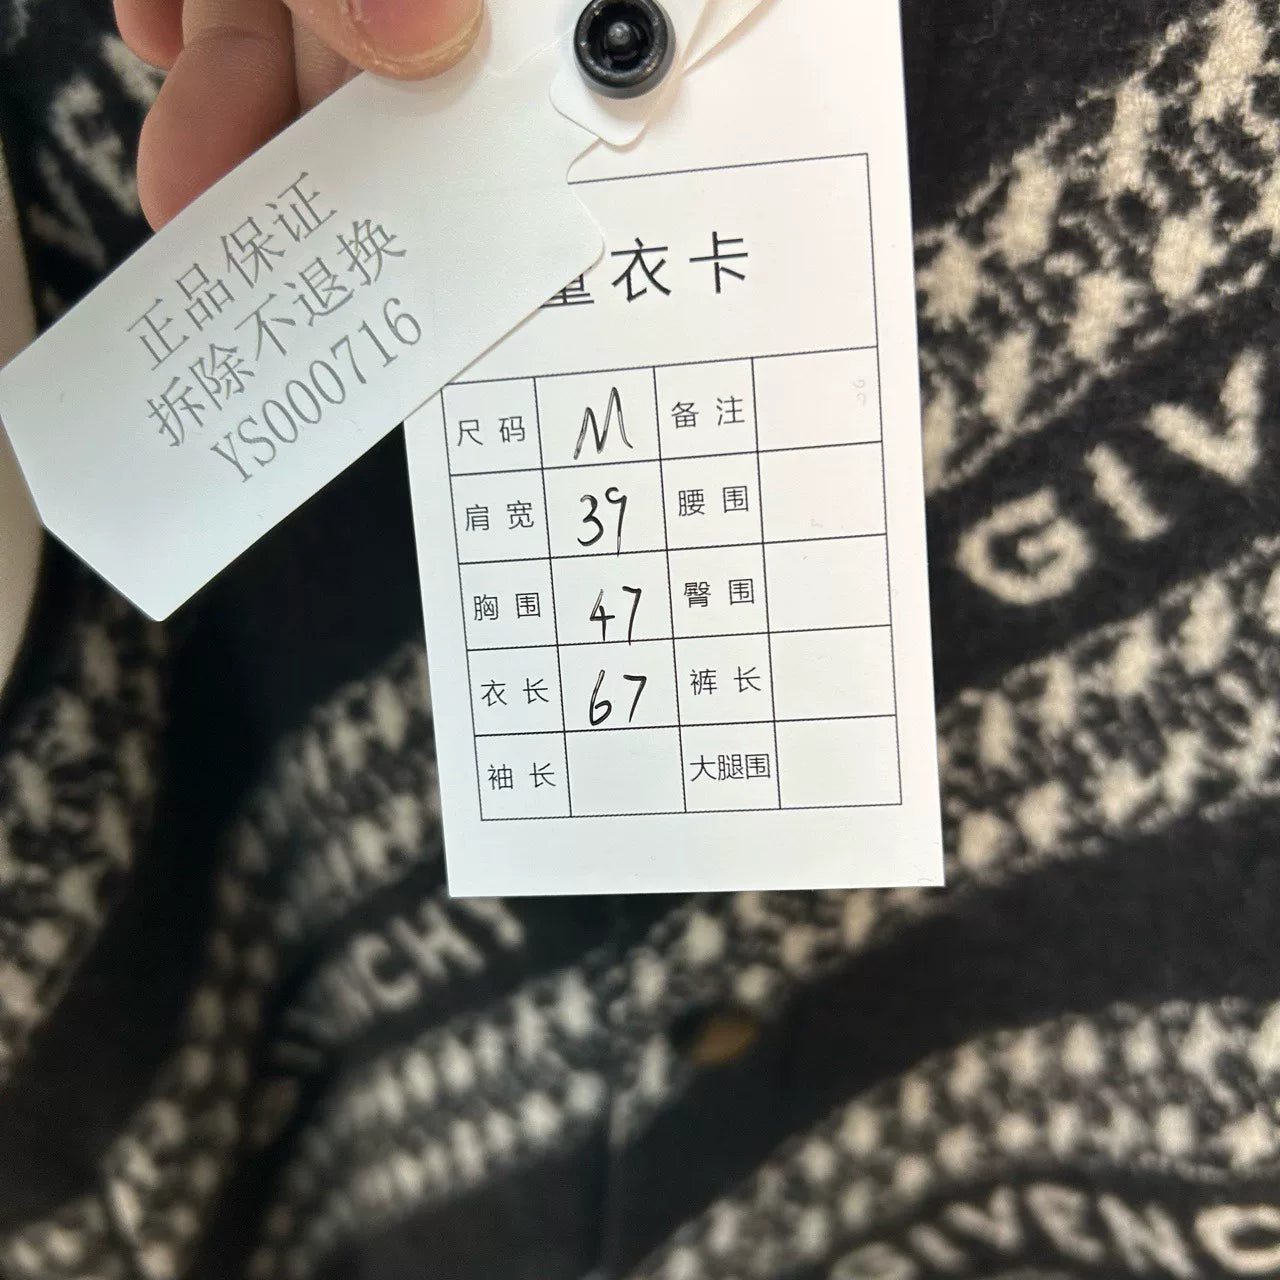 正品保证
拆除不退换
YS000716
量衣卡
尺码 M 备注
肩宽 39 腰围
胸围 47 臀围
衣长 67 裤长
袖长 大腿围
GIV
NCHY
GIVENC